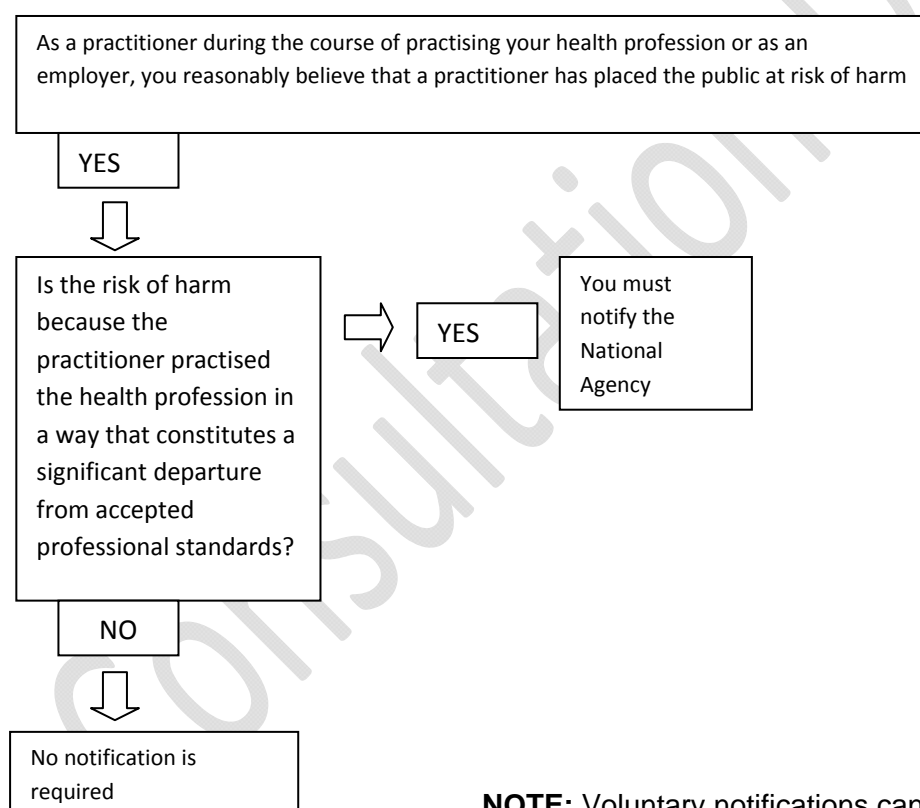 As a practitioner during the course of practising your health profession or as an
employer, you reasonably believe that a practitioner has placed the public at risk of harm
YES
Is the risk of harm
because the
practitioner practised
the health profession in
a way that constitutes a
significant departure
from accepted
professional standards?
YES
You must
notify the
National
Agency
NO
No notification is
required
NOTE: Voluntary notifications can
Consultation